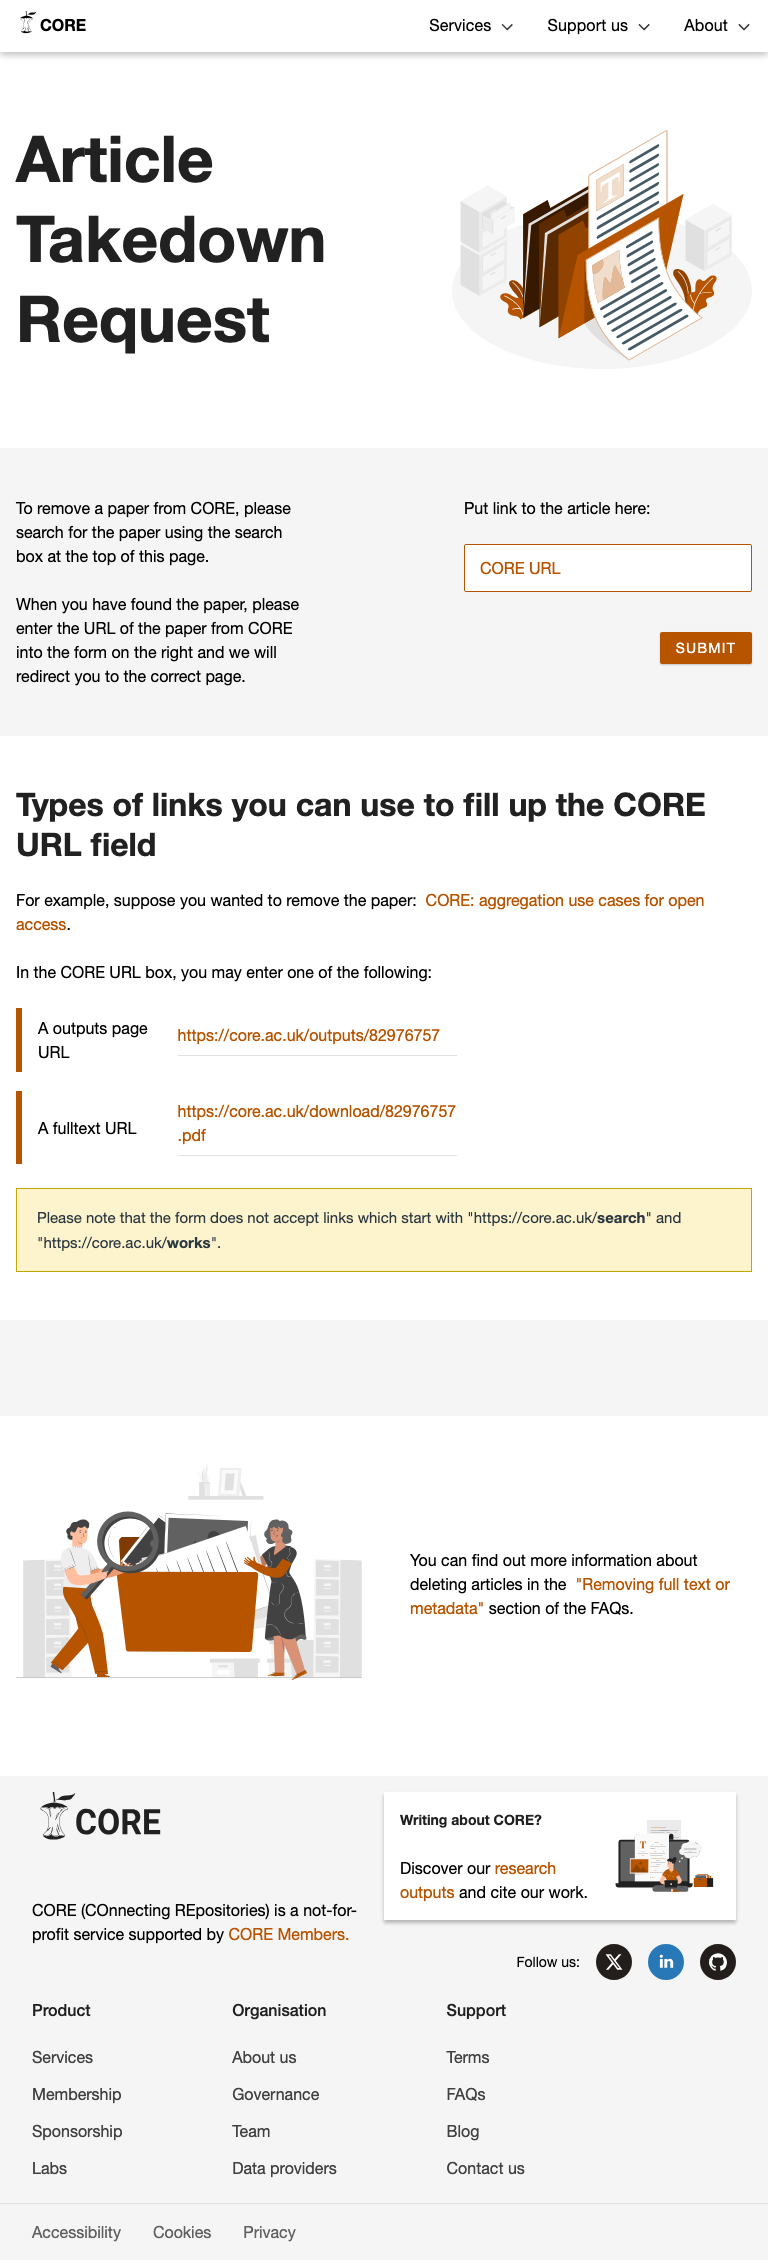 CORE
Services
Support us
About
Article
Takedown
Request
T
To remove a paper from CORE, please
search for the paper using the search
box at the top of this page.
When you have found the paper, please
enter the URL of the paper from CORE
into the form on the right and we will
redirect you to the correct page.
Put link to the article here:
CORE URL
SUBMIT
Types of links you can use to fill up the CORE
URL field
For example, suppose you wanted to remove the paper: CORE: aggregation use cases for open
access.
In the CORE URL box, you may enter one of the following:
A outputs page
URL
https://core.ac.uk/outputs/82976757
A fulltext URL
https://core.ac.uk/download/82976757
.pdf
Please note that the form does not accept links which start with "https://core.ac.uk/search" and
"https://core.ac.uk/works".
You can find out more information about
deleting articles in the "Removing full text or
metadata" section of the FAQs.
CORE
CORE (COnnecting REpositories) is a not-for-
profit service supported by CORE Members.
Writing about CORE?
Discover our research
outputs and cite our work.
T
Follow us:
X
in
Product
Services
Membership
Sponsorship
Labs
Organisation
About us
Governance
Team
Data providers
Support
Terms
FAQs
Blog
Contact us
Accessibility
Cookies
Privacy